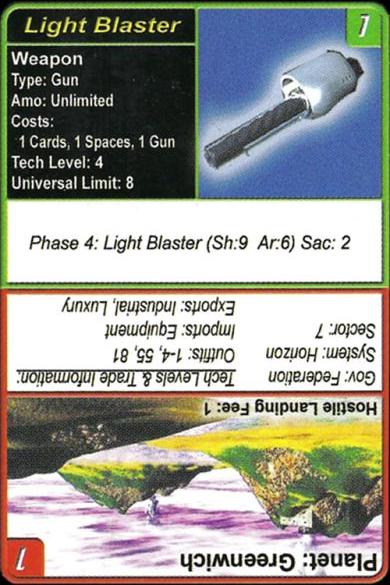 Light Blaster
1
Weapon
Type: Gun
Amo: Unlimited
Costs:
1 Cards, 1 Spaces, 1 Gun
Tech Level: 4
Universal Limit: 8
Phase 4: Light Blaster (Sh:9 Ar:6) Sac: 2
Planet: Greenwich
1
Hostile Landing Fee: 1
Gov: Federation
System: Horizon
Sector: 7
Tech Levels & Trade Information:
Outfits: 1-4, 55, 81
Imports: Equipment
Exports: Industrial, Luxury